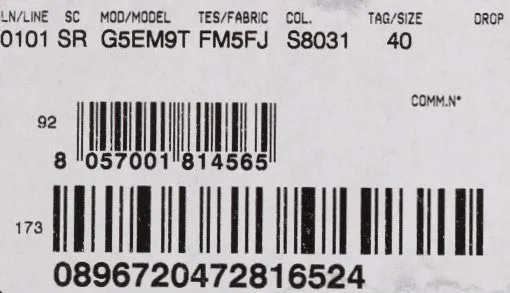 LN/LINE SC MOD/MODEL TES/FABRIC COL. TAG/SIZE DROP
0101 SR G5EM9T FM5FJ S8031 40
COMM.N°
92
8 057001 814565
173
0896720472816524